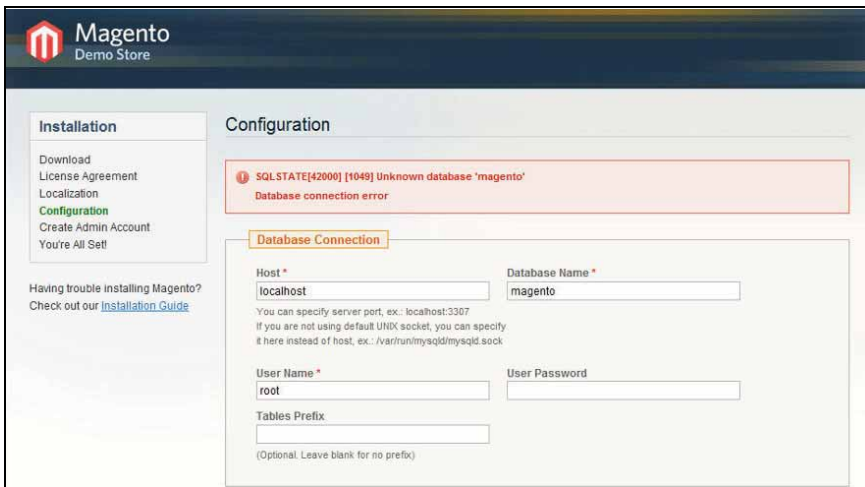 Magento
Demo Store
Installation
Download
License Agreement
Localization
Configuration
Create Admin Account
You're All Set!
Having trouble installing Magento?
Check out our Installation Guide
Configuration
SQLSTATE[42000] [1049] Unknown database 'magento'
Database connection error
Database Connection
Host * Database Name *
localhost magento
You can specify server port, ex.: localhost:3307
If you are not using default UNIX socket, you can specify
it here instead of host, ex.: /var/run/mysqld/mysqld.sock
User Name * User Password
root
Tables Prefix
(Optional. Leave blank for no prefix)